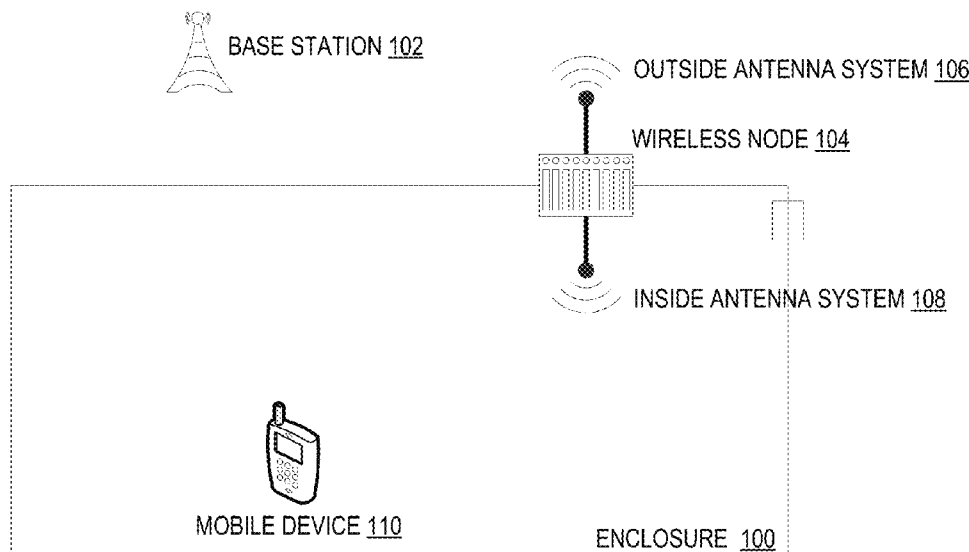 BASE STATION 102
OUTSIDE ANTENNA SYSTEM 106
WIRELESS NODE 104
INSIDE ANTENNA SYSTEM 108
MOBILE DEVICE 110
ENCLOSURE 100